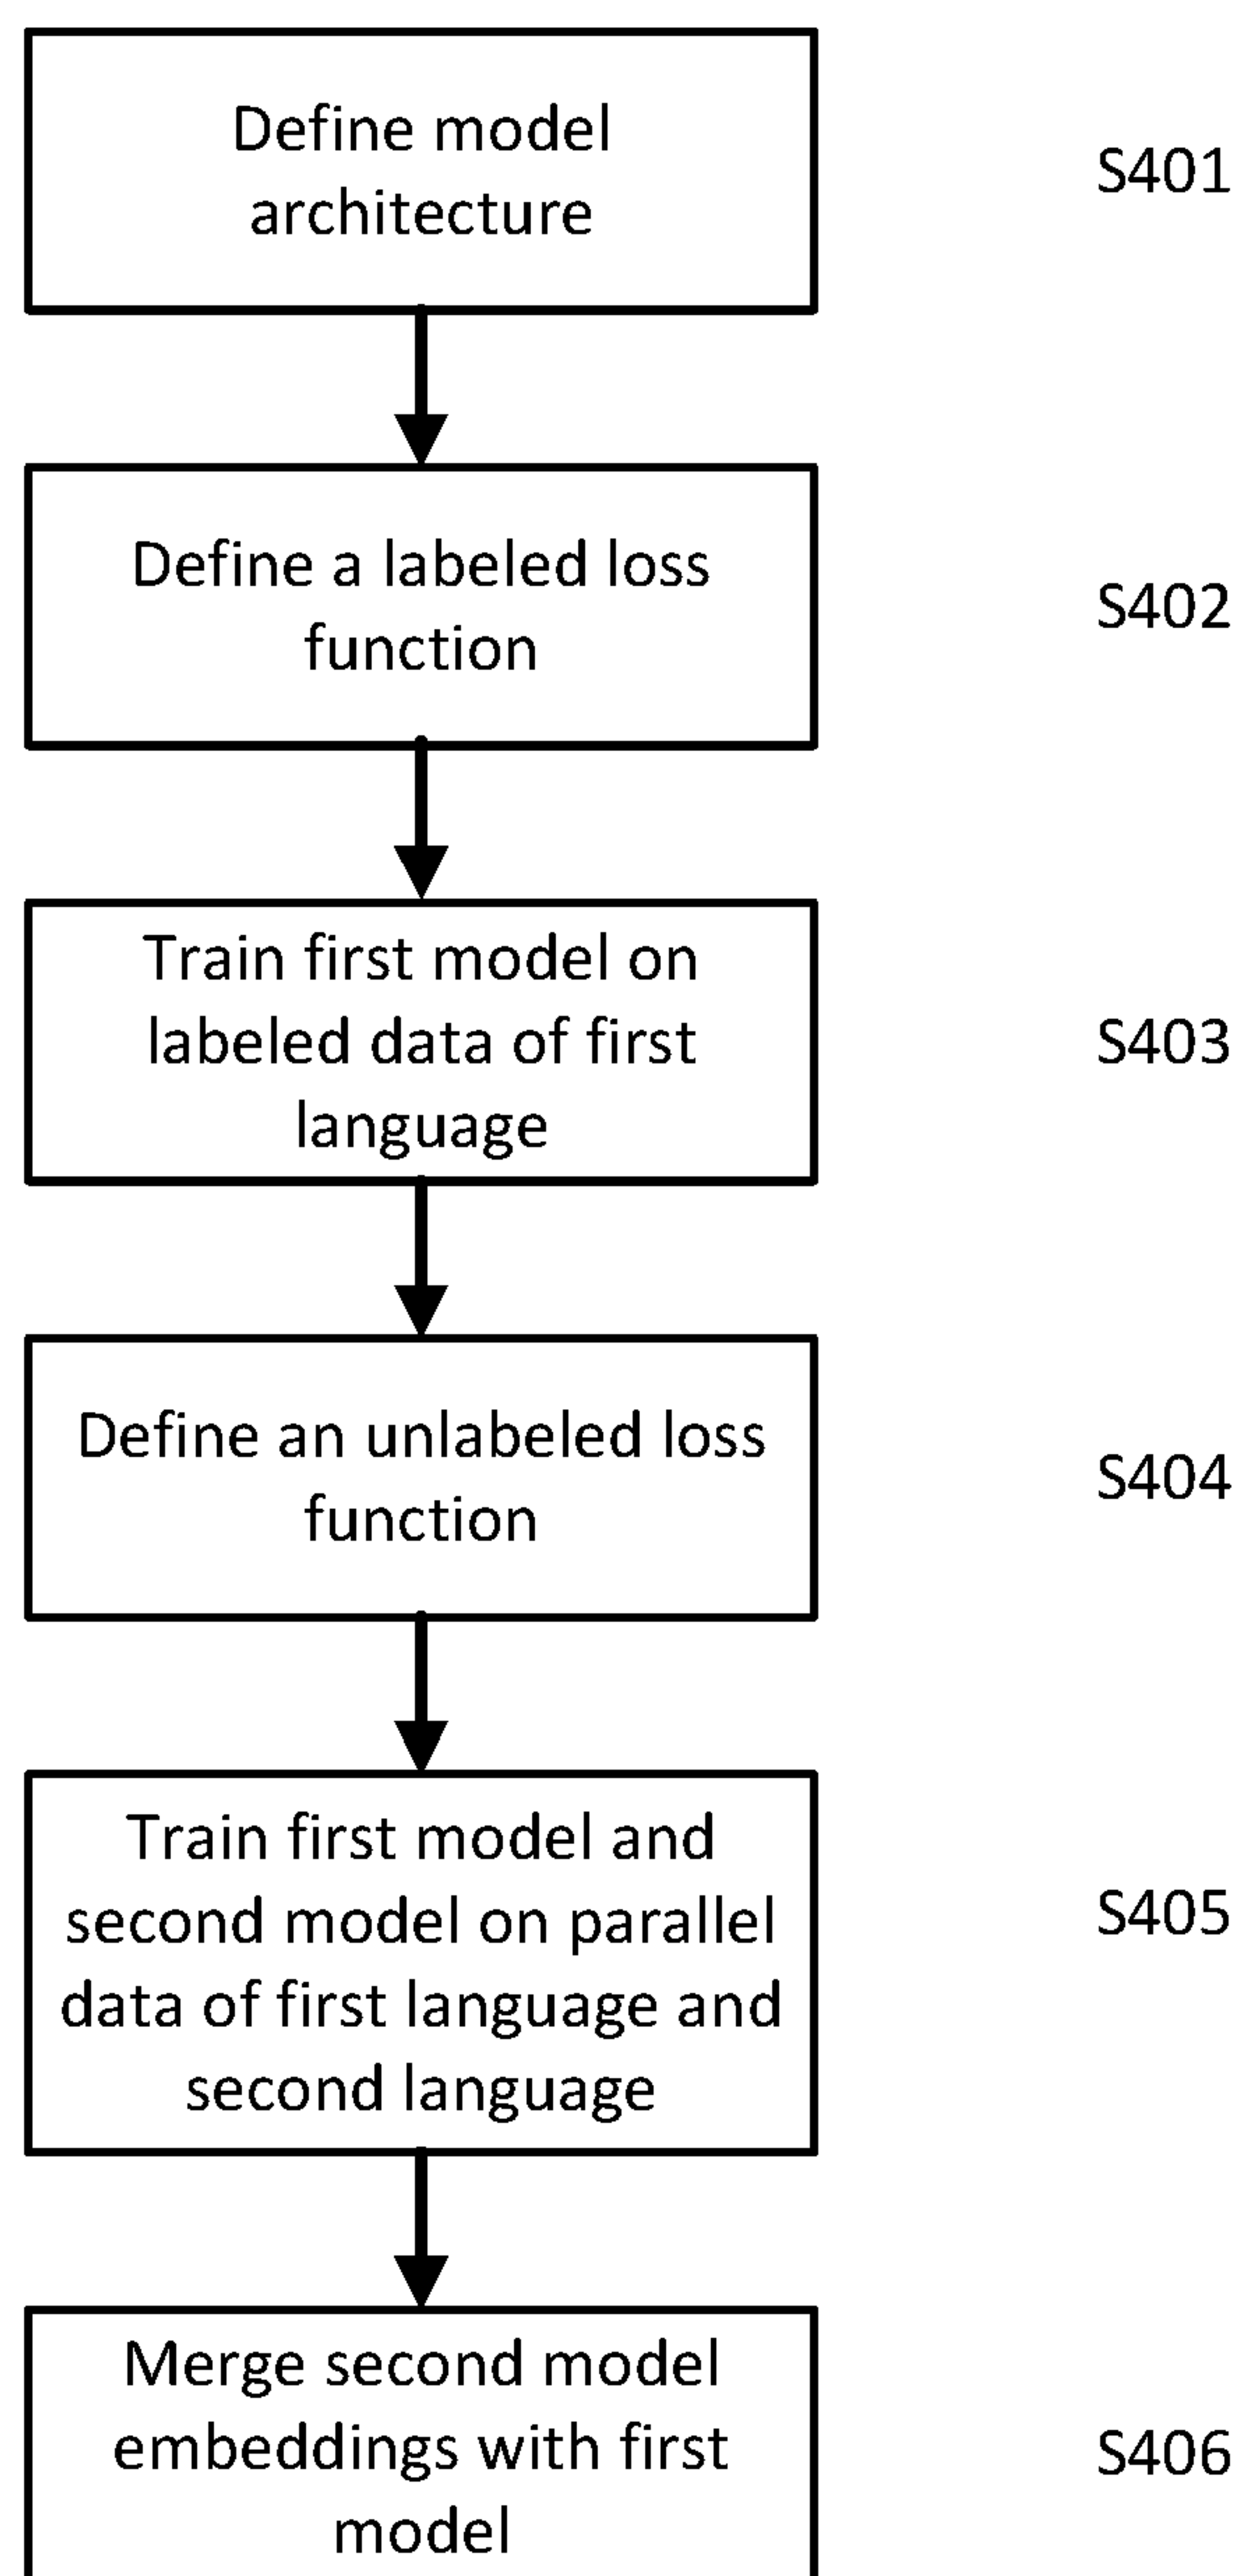 Define model
architecture
S401
Define a labeled loss
function
S402
Train first model on
labeled data of first
language
S403
Define an unlabeled loss
function
S404
Train first model and
second model on parallel
data of first language and
second language
S405
Merge second model
embeddings with first
model
S406